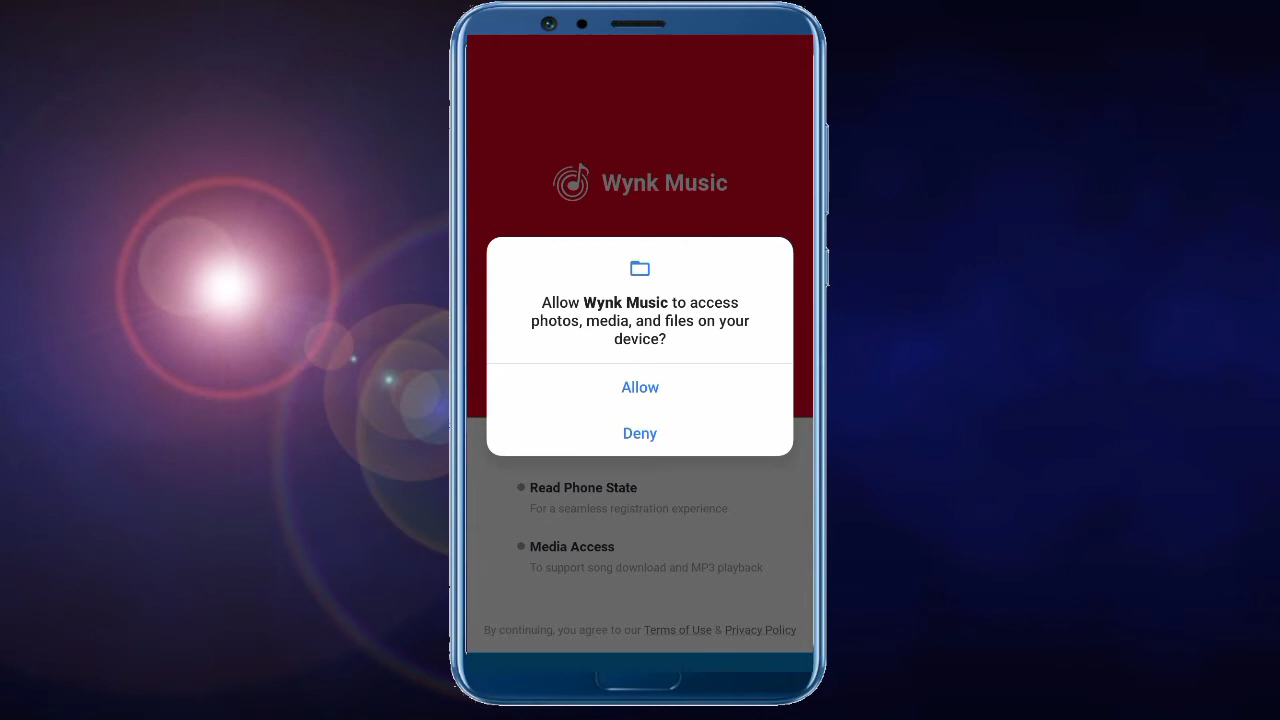 Wynk Music
Allow Wynk Music to access
photos, media, and files on your
device?
Allow
Deny
Read Phone State
For a seamless registration experience
Media Access
To support song download and MP3 playback
By continuing, you agree to our Terms of Use & Privacy Policy